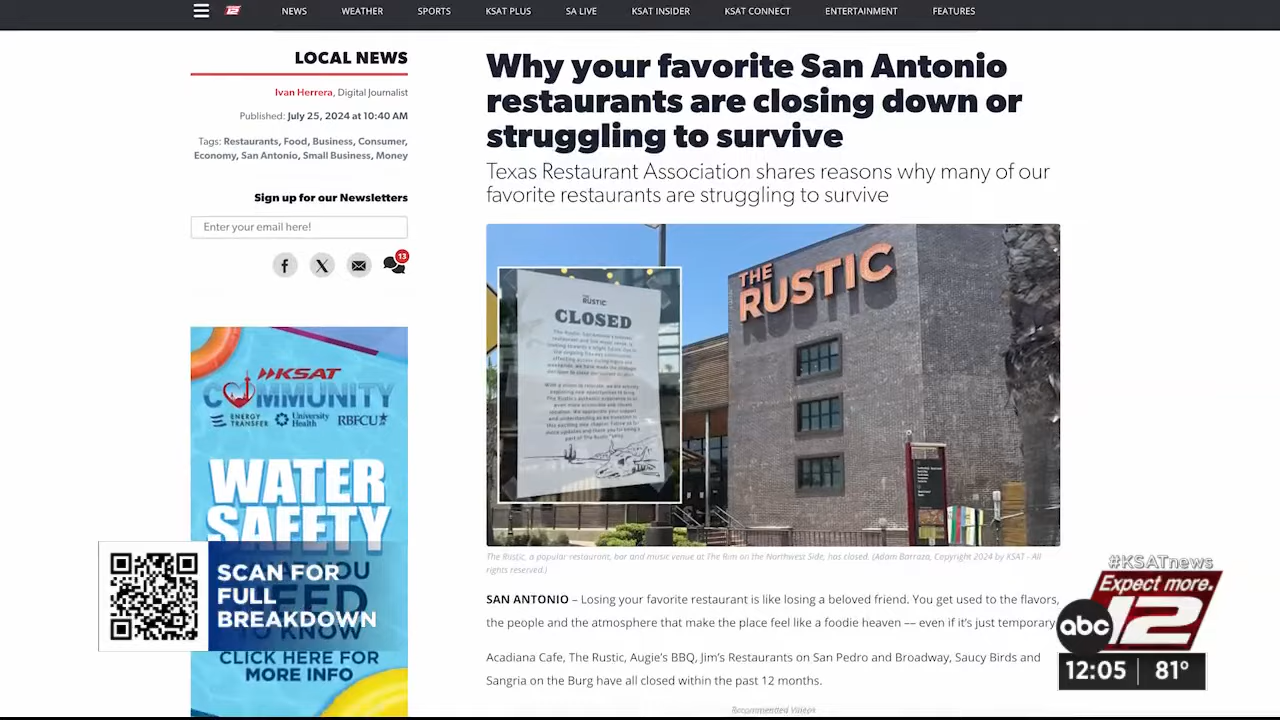 12
NEWS
WEATHER
SPORTS
KSAT PLUS
SA LIVE
KSAT INSIDER
KSAT CONNECT
ENTERTAINMENT
FEATURES
LOCAL NEWS
Ivan Herrera, Digital Journalist
Published: July 25, 2024 at 10:40 AM
Tags: Restaurants, Food, Business, Consumer,
Economy, San Antonio, Small Business, Money
Sign up for our Newsletters
Enter your email here!
13
KSAT
COMMUNITY
ENERGY
TRANSFER
University
Health
RBFCU
WATER
SAFETY
YOU
NEED
TO KNOW
CLICK HERE FOR
MORE INFO
SCAN FOR
FULL
BREAKDOWN
Why your favorite San Antonio
restaurants are closing down or
struggling to survive
Texas Restaurant Association shares reasons why many of our
favorite restaurants are struggling to survive
THE
RUSTIC
CLOSED
THE
RUSTIC
The Rustic, a popular restaurant, bar and music venue at The Rim on the Northwest Side, has closed. (Adam Barraza, Copyright 2024 by KSAT - All
rights reserved.)
SAN ANTONIO – Losing your favorite restaurant is like losing a beloved friend. You get used to the flavors,
the people and the atmosphere that make the place feel like a foodie heaven –– even if it's just temporary
Acadiana Cafe, The Rustic, Augie's BBQ, Jim's Restaurants on San Pedro and Broadway, Saucy Birds and
Sangria on the Burg have all closed within the past 12 months.
Recommended Videos
#KSATnews
Expect more.
abc
12
12:05
81°